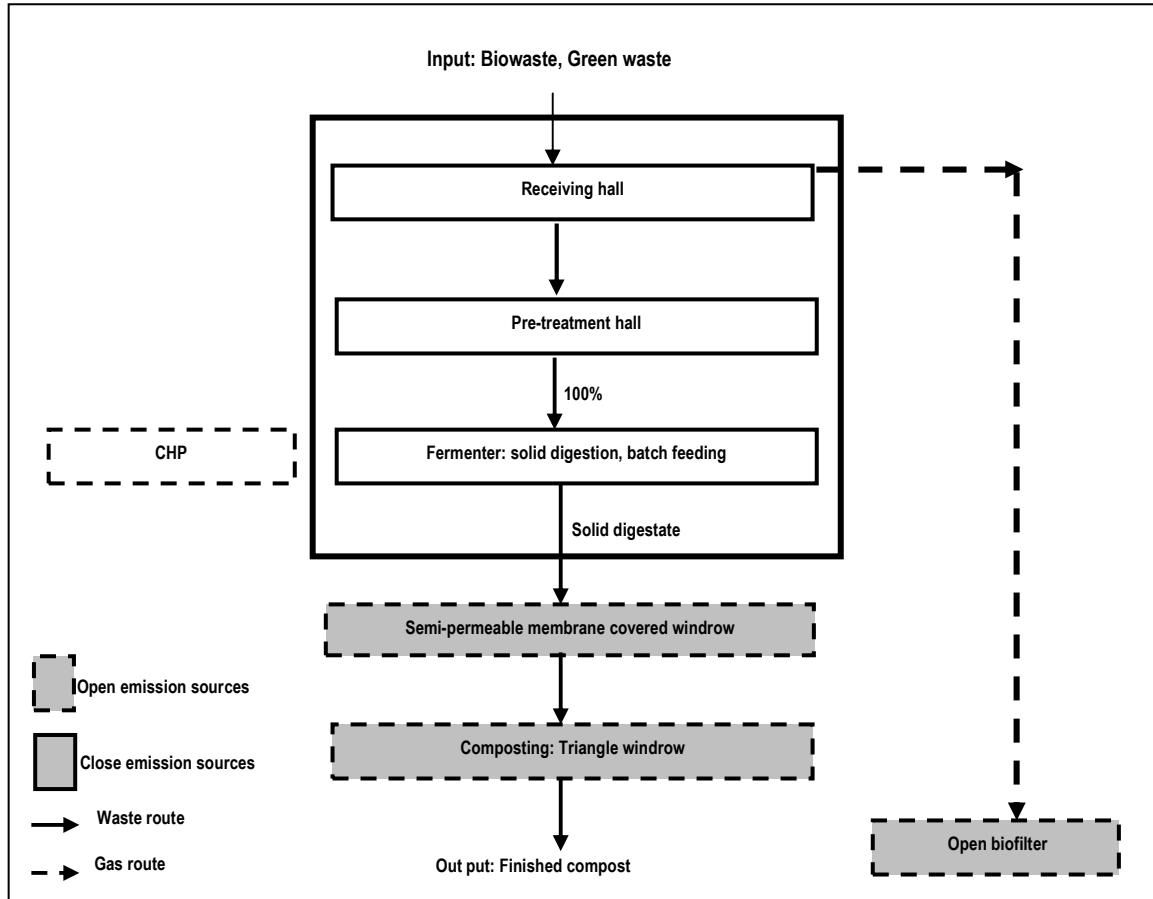 Input: Biowaste, Green waste
Receiving hall
Pre-treatment hall
100%
CHP
Fermenter: solid digestion, batch feeding
Solid digestate
Semi-permeable membrane covered windrow
Open emission sources
Composting: Triangle windrow
Close emission sources
Waste route
Open biofilter
Gas route
Out put: Finished compost